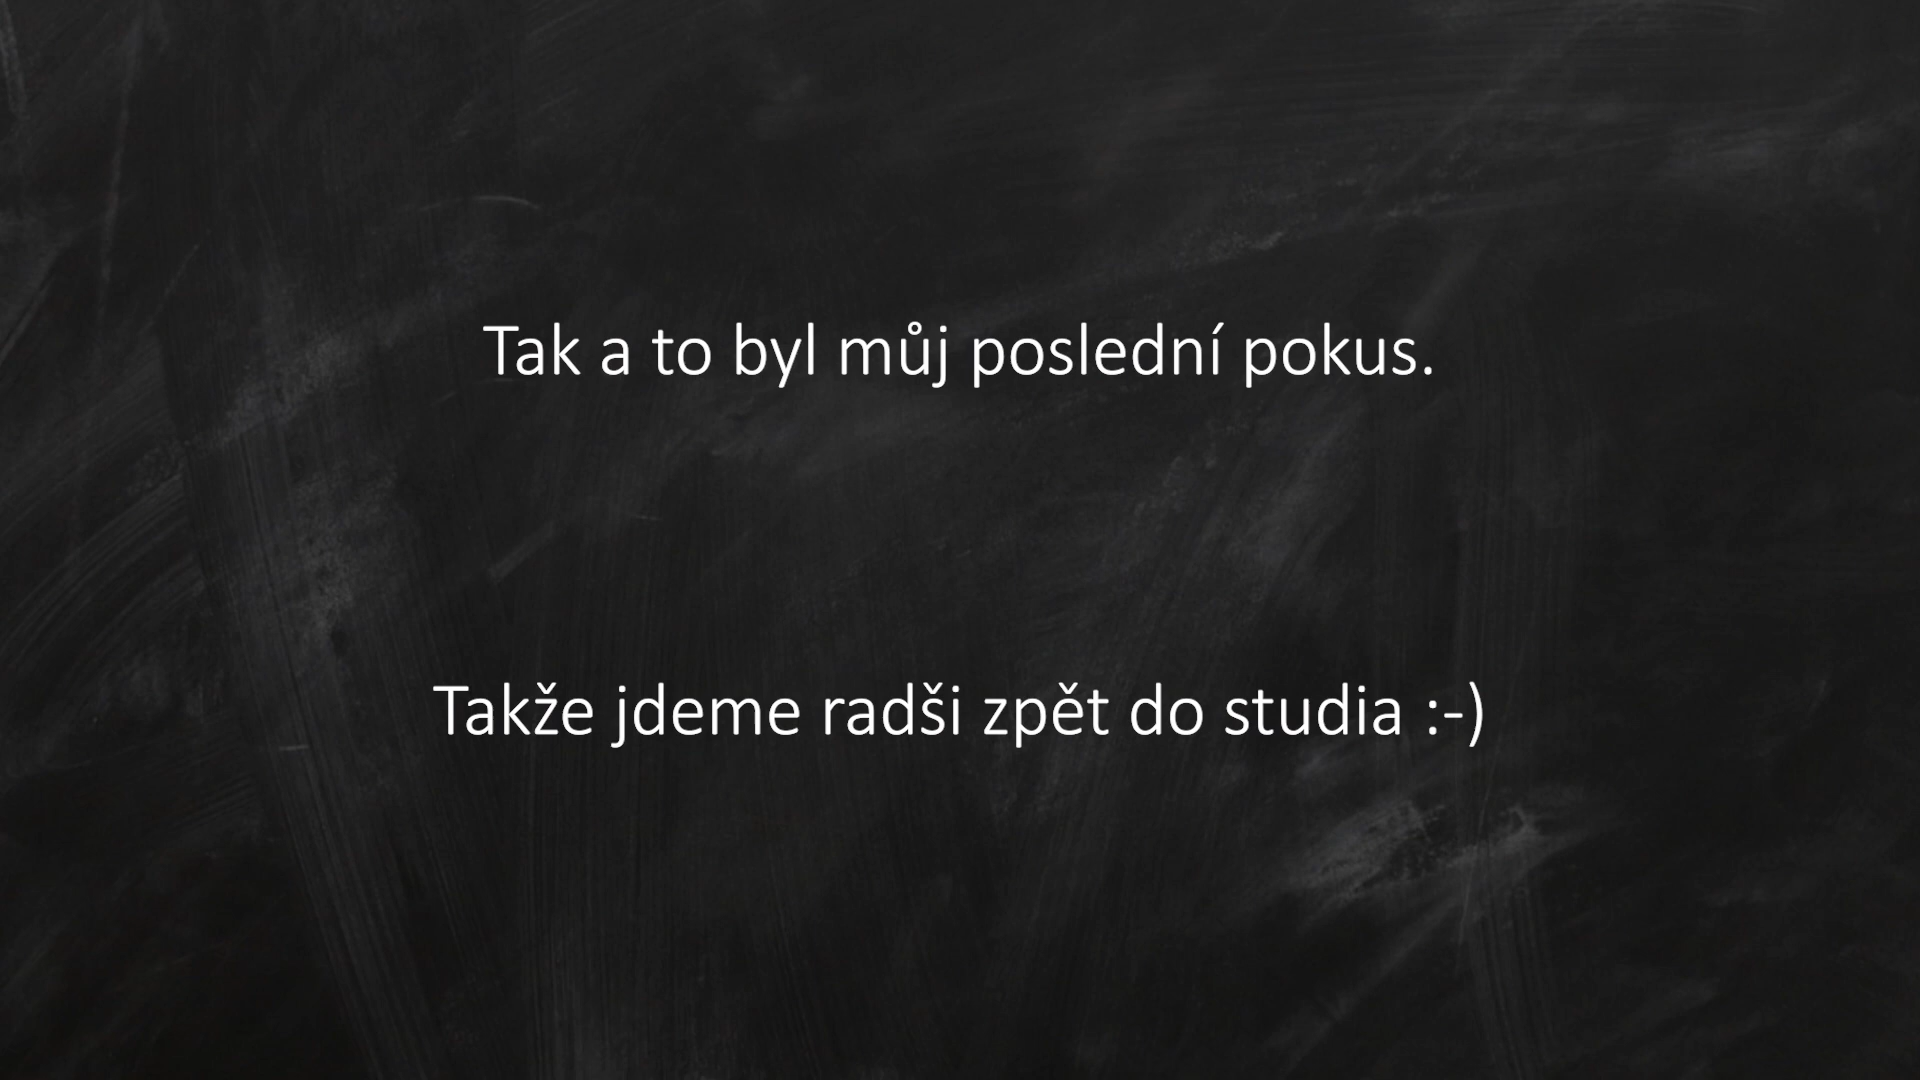 Tak a to byl můj poslední pokus.
Takže jdeme radši zpět do studia :-)